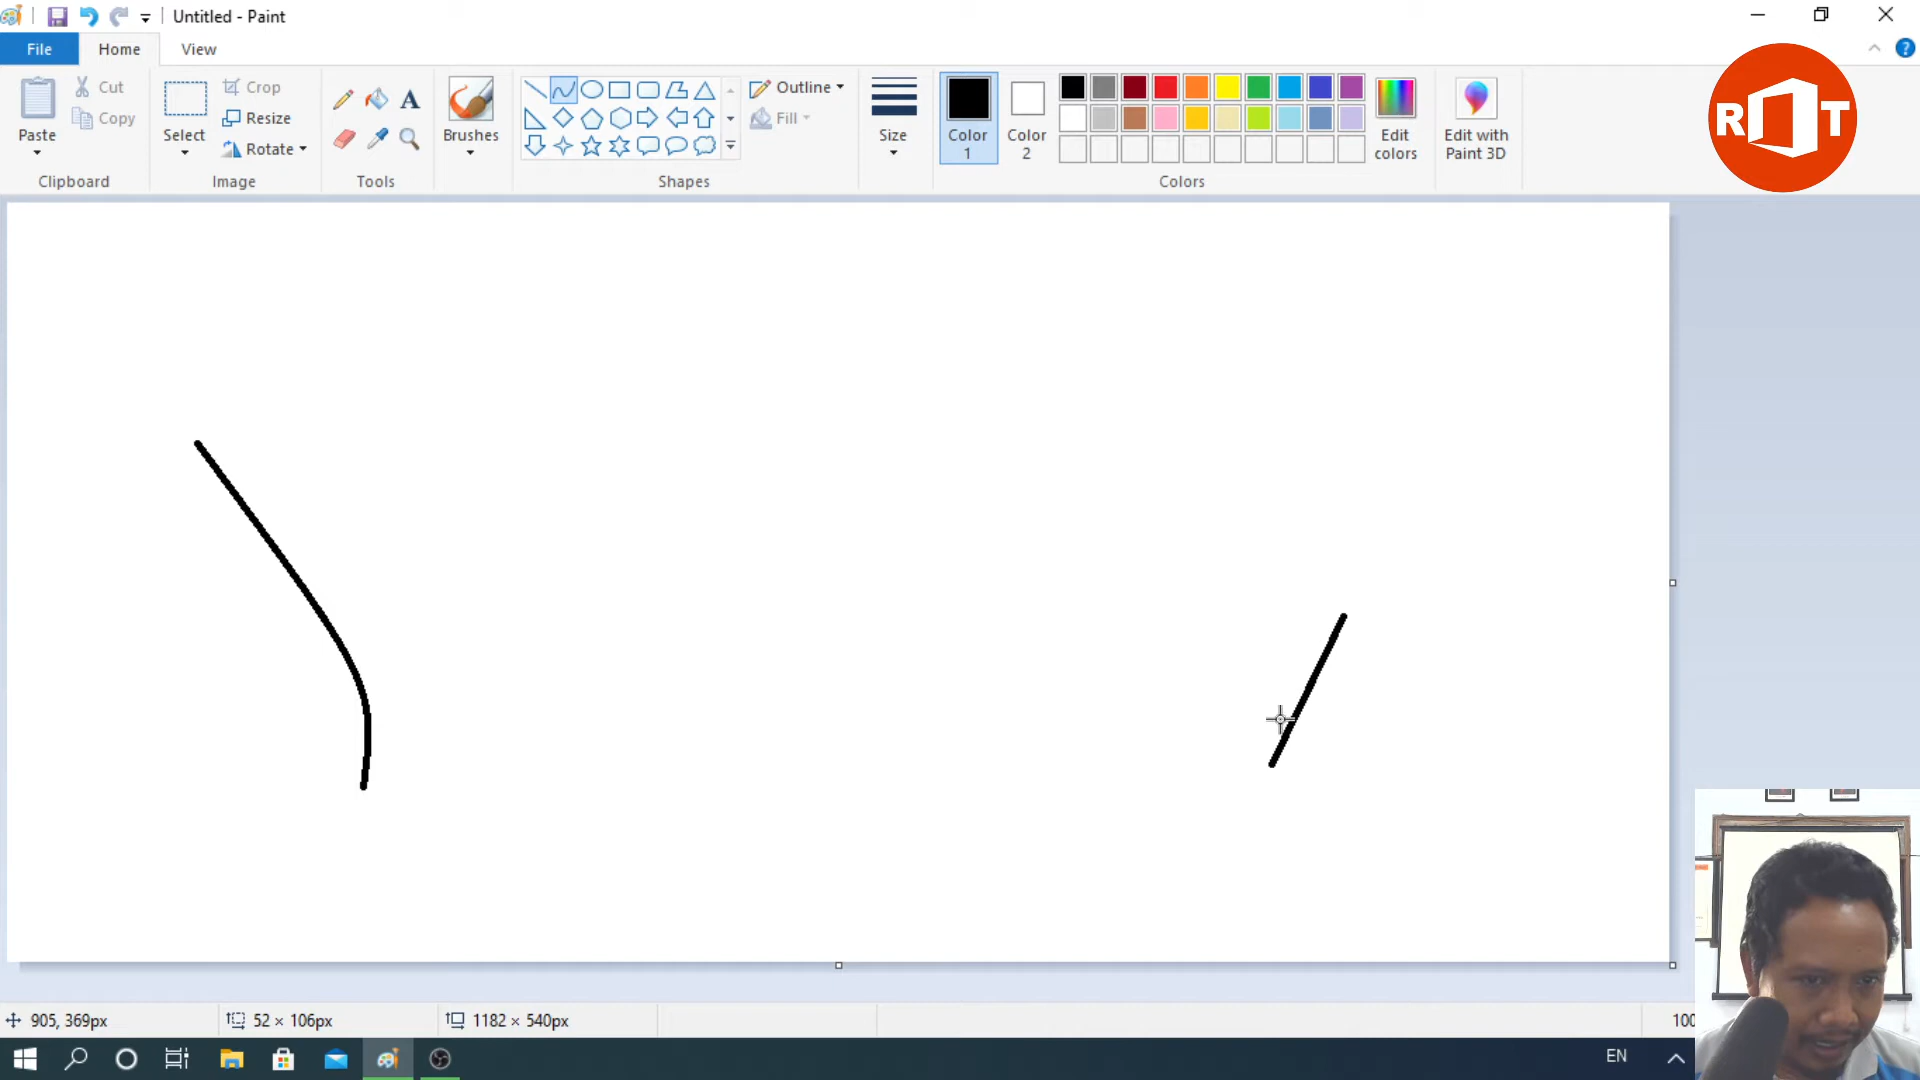 Untitled - Paint
File Home View
Paste
Cut
Copy
Clipboard
Select
Crop
Resize
Rotate
Image
Tools
Brushes
Shapes
Outline
Fill
Size
Color 1
Color 2
Colors
Edit colors
Edit with Paint 3D
R T
905, 369px
52 × 106px
1182 × 540px
100
EN